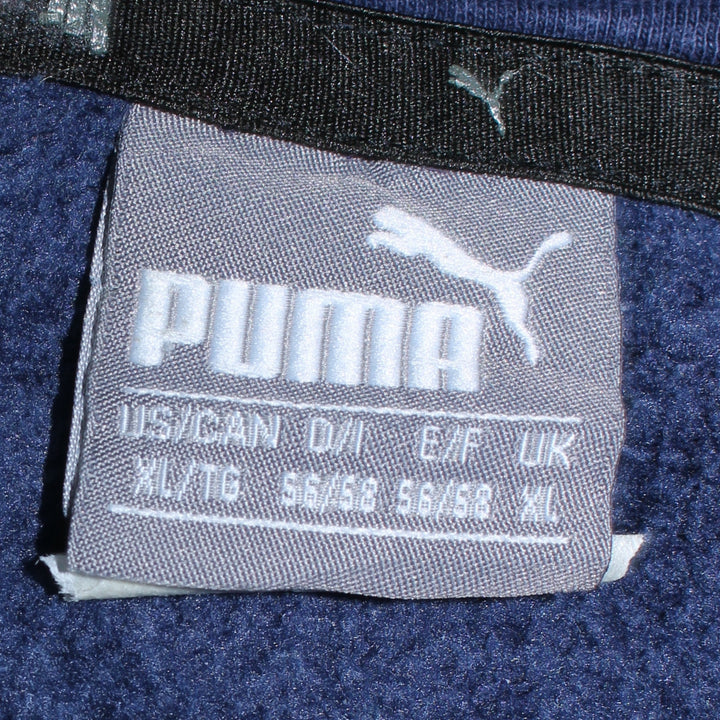 PUMA
US/CAN D/I E/F UK
XL/TG 56/58 56/58 XL